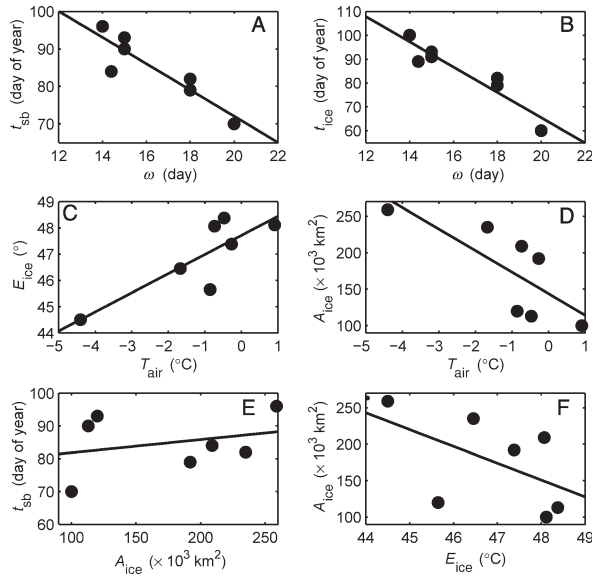 A
100
90
80
70
t_sb (day of year)
12 14 16 18 20 22
ω (day)
B
110
100
90
80
70
60
t_ice (day of year)
12 14 16 18 20 22
ω (day)
C
49
48
47
46
45
44
E_ice (°)
−5 −4 −3 −2 −1 0 1
T_air (°C)
D
250
200
150
100
A_ice (× 10³ km²)
−5 −4 −3 −2 −1 0 1
T_air (°C)
E
100
90
80
70
60
t_sb (day of year)
100 150 200 250
A_ice (× 10³ km²)
F
250
200
150
100
A_ice (× 10³ km²)
44 45 46 47 48 49
E_ice (°C)